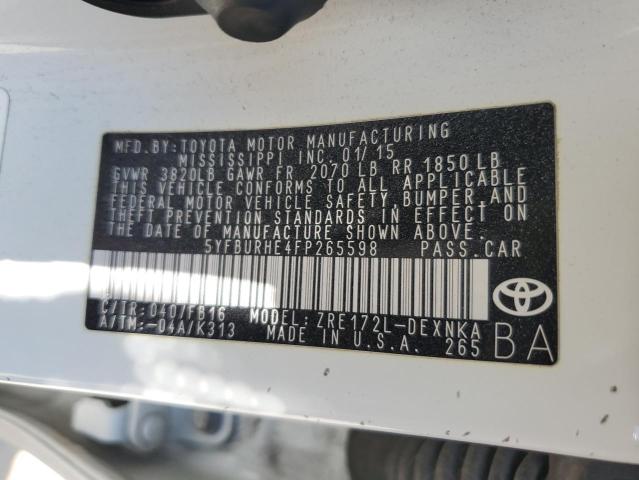 MFD.BY:TOYOTA MOTOR MANUFACTURING
MISSISSIPPI INC. 01/15
GVWR 3820LB GAWR FR 2070 LB RR 1850LB
THIS VEHICLE CONFORMS TO ALL APPLICABLE
FEDERAL MOTOR VEHICLE SAFETY, BUMPER, AND
THEFT PREVENTION STANDARDS IN EFFECT ON
THE DATE OF MANUFACTURE SHOWN ABOVE.
5YFBURHE4FP265598 PASS.CAR
C/TR:040/FB16 MODEL:ZRE172L-DEXNKA
A/TM:-04A/K313 MADE IN U.S.A. 265
BA